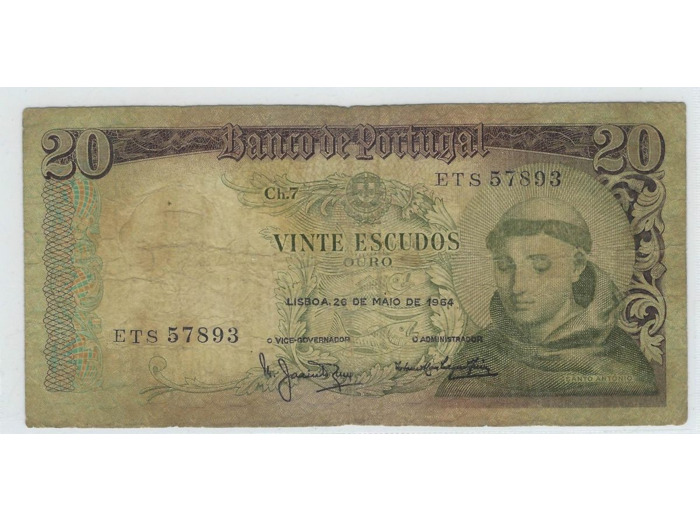 20 Banco de Portugal 20
ETS 57893
Ch.7
VINTE ESCUDOS
OURO
LISBOA, 26 DE MAIO DE 1964
ETS 57893
O VICE-GOVERNADOR O ADMINISTRADOR
SANTO ANTÓNIO